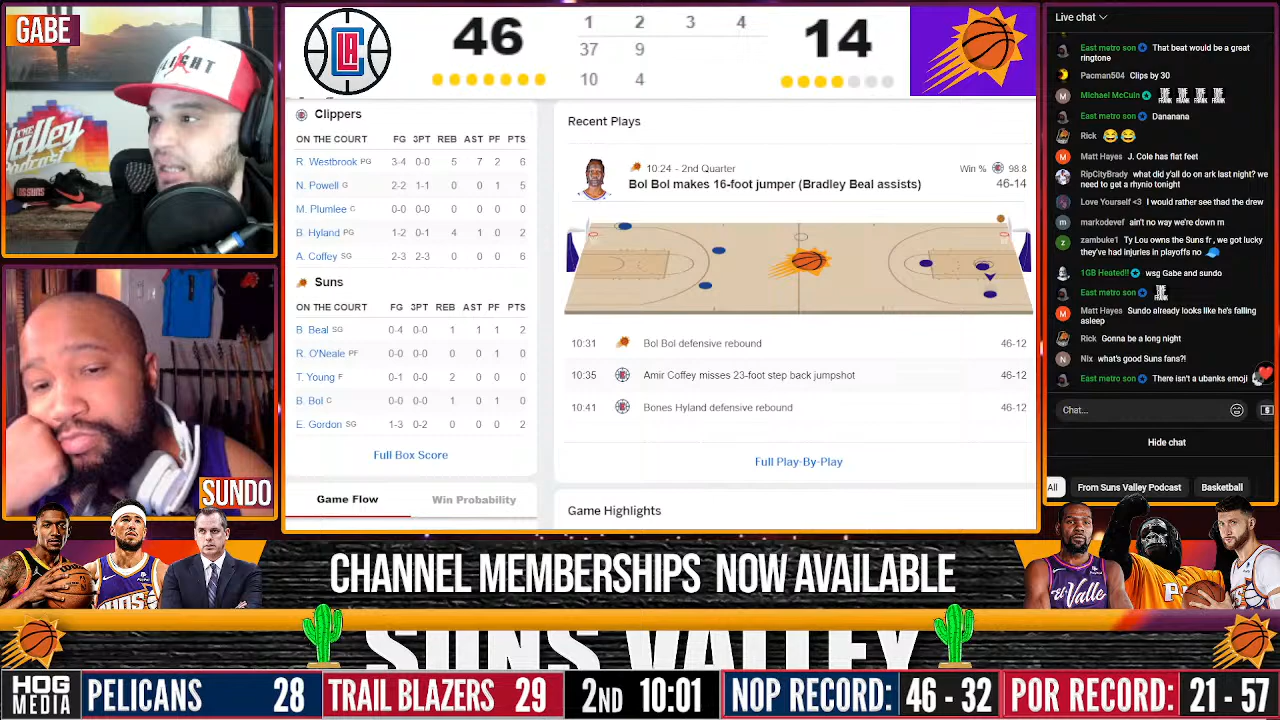 GABE
46
1 2 3 4
37 9
10 4
14
Clippers
ON THE COURT FG 3PT REB AST PF PTS
R. Westbrook PG 3-4 0-0 5 7 2 6
N. Powell G 2-2 1-1 0 0 1 5
M. Plumlee C 0-0 0-0 0 0 0 0
B. Hyland PG 1-2 0-1 4 1 0 2
A. Coffey SG 2-3 2-3 0 0 0 6
Suns
ON THE COURT FG 3PT REB AST PF PTS
B. Beal SG 0-4 0-0 1 1 1 2
R. O'Neale PF 0-0 0-0 0 0 1 0
T. Young F 0-1 0-0 2 0 0 0
B. Bol C 0-0 0-0 1 0 1 0
E. Gordon SG 1-3 0-2 0 0 0 2
Full Box Score
Game Flow Win Probability
Recent Plays
10:24 - 2nd Quarter Win % 98.8
Bol Bol makes 16-foot jumper (Bradley Beal assists) 46-14
10:31 Bol Bol defensive rebound 46-12
10:35 Amir Coffey misses 23-foot step back jumpshot 46-12
10:41 Bones Hyland defensive rebound 46-12
Full Play-By-Play
Game Highlights
Live chat
East metro son That beat would be a great
ringtone
Pacman504 Clips by 30
Michael McCuin
East metro son Dananana
Rick 😂😂
Matt Hayes J. Cole has flat feet
RipCityBrady what did y'all do on ark last night? we
need to get a rhynio tonight
Love Yourself <3 I would rather see thad the drew
markodevef ain't no way we're down rn
zambuke1 Ty Lou owns the Suns fr , we got lucky
they've had injuries in playoffs no 🧢
1GB Heated!! wsg Gabe and sundo
East metro son
Matt Hayes Sundo already looks like he's falling
asleep
Rick Gonna be a long night
Nix what's good Suns fans?!
East metro son There isn't a ubanks emoji
Chat...
Hide chat
All From Suns Valley Podcast Basketball
THE
Valley
PODCAST
SUNDO
CHANNEL MEMBERSHIPS NOW AVAILABLE
SUNS VALLEY
HOG
MEDIA
PELICANS 28 TRAIL BLAZERS 29 2ND 10:01 NOP RECORD: 46 - 32 POR RECORD: 21 - 57